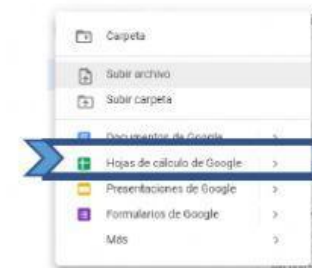 Carpeta
Subir archivo
Subir carpeta
Documentos de Google
Hojas de cálculo de Google
Presentaciones de Google
Formularios de Google
Más